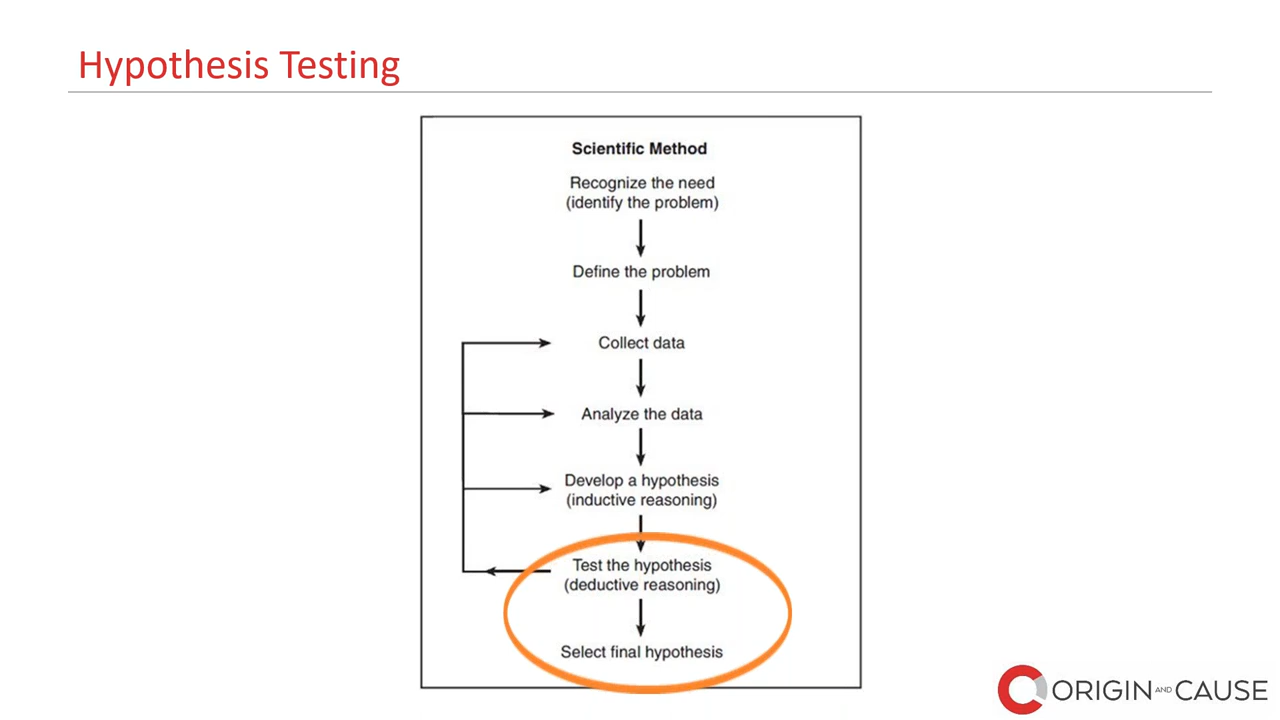 Hypothesis Testing
Scientific Method
Recognize the need
(identify the problem)
Define the problem
Collect data
Analyze the data
Develop a hypothesis
(inductive reasoning)
Test the hypothesis
(deductive reasoning)
Select final hypothesis
ORIGIN AND CAUSE